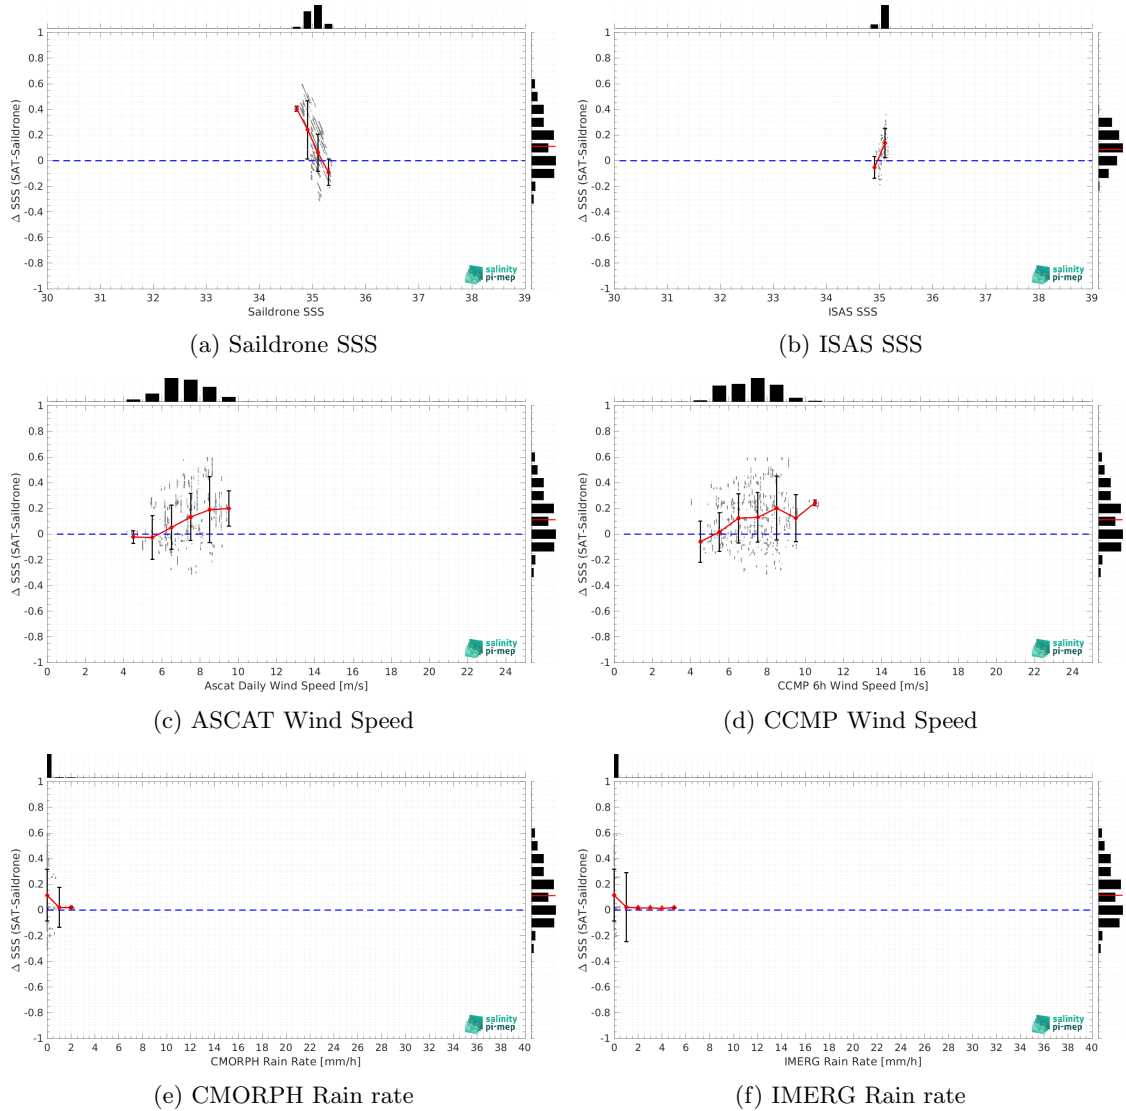 1
0.8
0.6
0.4
0.2
0
-0.2
-0.4
-0.6
-0.8
-1
Δ SSS (SAT-Saildrone)
salinity
pi-mep
30 31 32 33 34 35 36 37 38 39
Saildrone SSS
(a) Saildrone SSS
1
0.8
0.6
0.4
0.2
0
-0.2
-0.4
-0.6
-0.8
-1
Δ SSS (SAT-Saildrone)
salinity
pi-mep
30 31 32 33 34 35 36 37 38 39
ISAS SSS
(b) ISAS SSS
1
0.8
0.6
0.4
0.2
0
-0.2
-0.4
-0.6
-0.8
-1
Δ SSS (SAT-Saildrone)
salinity
pi-mep
0 2 4 6 8 10 12 14 16 18 20 22 24
Ascat Daily Wind Speed [m/s]
(c) ASCAT Wind Speed
1
0.8
0.6
0.4
0.2
0
-0.2
-0.4
-0.6
-0.8
-1
Δ SSS (SAT-Saildrone)
salinity
pi-mep
0 2 4 6 8 10 12 14 16 18 20 22 24
CCMP 6h Wind Speed [m/s]
(d) CCMP Wind Speed
1
0.8
0.6
0.4
0.2
0
-0.2
-0.4
-0.6
-0.8
-1
Δ SSS (SAT-Saildrone)
salinity
pi-mep
0 2 4 6 8 10 12 14 16 18 20 22 24 26 28 30 32 34 36 38 40
CMORPH Rain Rate [mm/h]
(e) CMORPH Rain rate
1
0.8
0.6
0.4
0.2
0
-0.2
-0.4
-0.6
-0.8
-1
Δ SSS (SAT-Saildrone)
salinity
pi-mep
0 2 4 6 8 10 12 14 16 18 20 22 24 26 28 30 32 34 36 38 40
IMERG Rain Rate [mm/h]
(f) IMERG Rain rate